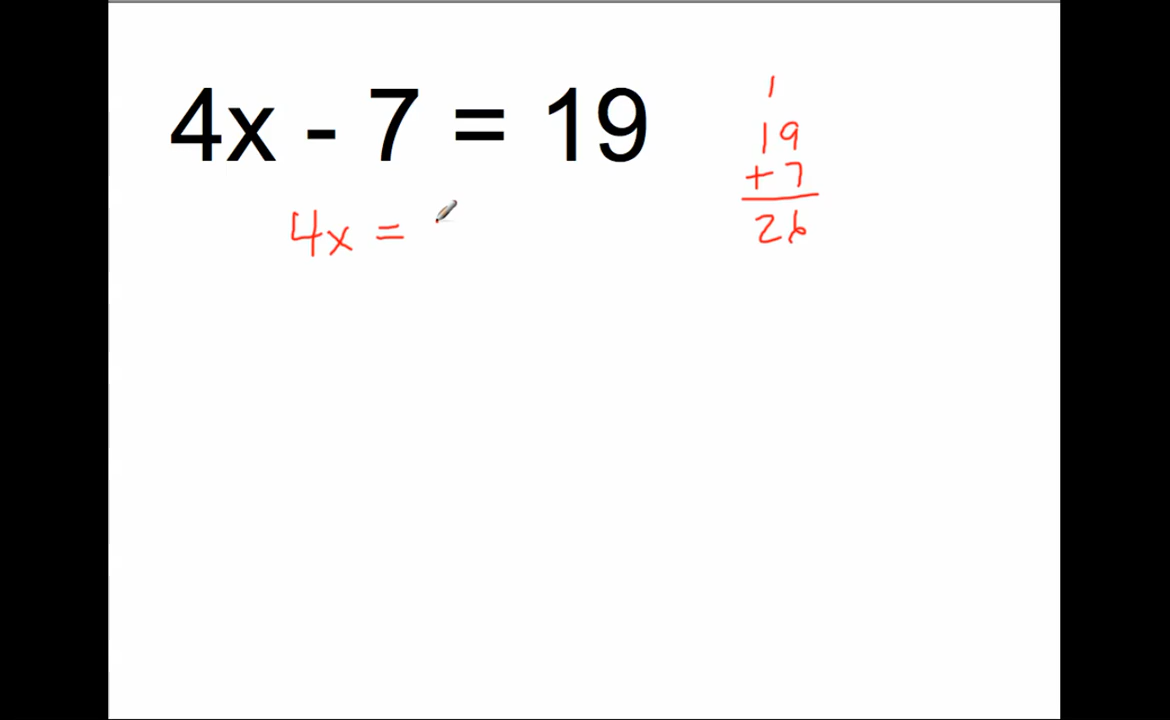 4x - 7 = 19
4x =
1
19
+ 7
26